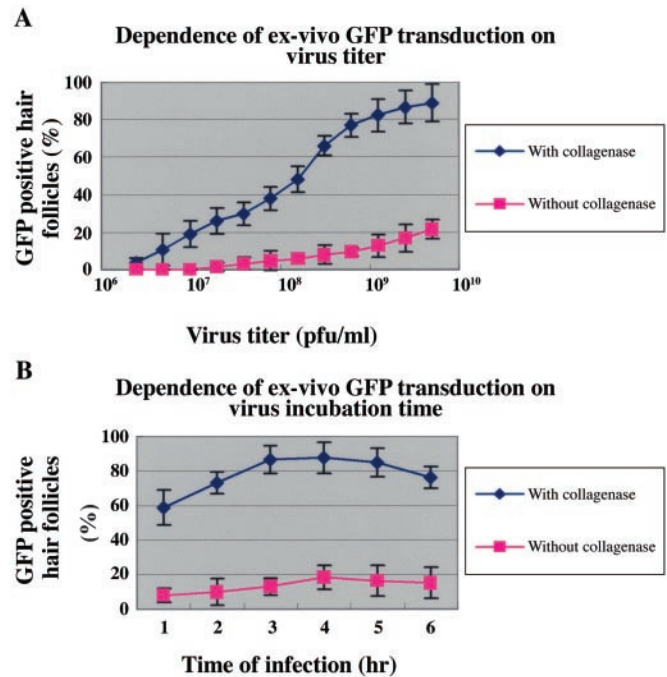 A
Dependence of ex-vivo GFP transduction on
virus titer
GFP positive hair
follicles (%)
100
80
60
40
20
0
10⁶ 10⁷ 10⁸ 10⁹ 10¹⁰
Virus titer (pfu/ml)
With collagenase
Without collagenase
B
Dependence of ex-vivo GFP transduction on
virus incubation time
GFP positive
hair follicles
(%)
100
80
60
40
20
0
1 2 3 4 5 6
Time of infection (hr)
With collagenase
Without collagenase